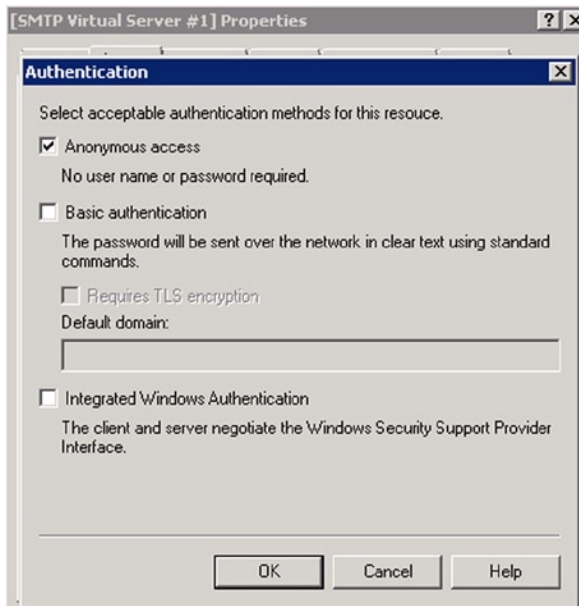 [SMTP Virtual Server #1] Properties
Authentication
Select acceptable authentication methods for this resouce.
Anonymous access
No user name or password required.
Basic authentication
The password will be sent over the network in clear text using standard
commands.
Requires TLS encryption
Default domain:
Integrated Windows Authentication
The client and server negotiate the Windows Security Support Provider
Interface.
OK Cancel Help